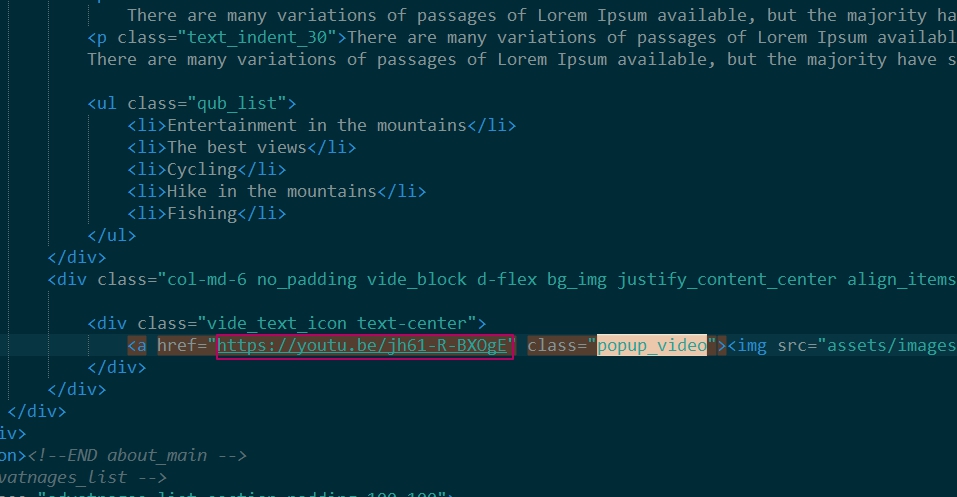 There are many variations of passages of Lorem Ipsum available, but the majority ha
<p class="text_indent_30">There are many variations of passages of Lorem Ipsum availabl
There are many variations of passages of Lorem Ipsum available, but the majority have s
<ul class="qub_list">
<li>Entertainment in the mountains</li>
<li>The best views</li>
<li>Cycling</li>
<li>Hike in the mountains</li>
<li>Fishing</li>
</ul>
</div>
<div class="col-md-6 no_padding vide_block d-flex bg_img justify_content_center align_items
<div class="vide_text_icon text-center">
<a href="https://youtu.be/jh61-R-BXOgE" class="popup_video"><img src="assets/images
</div>
</div>
</div>
iv>
on><!--END about_main -->
vatnages_list -->